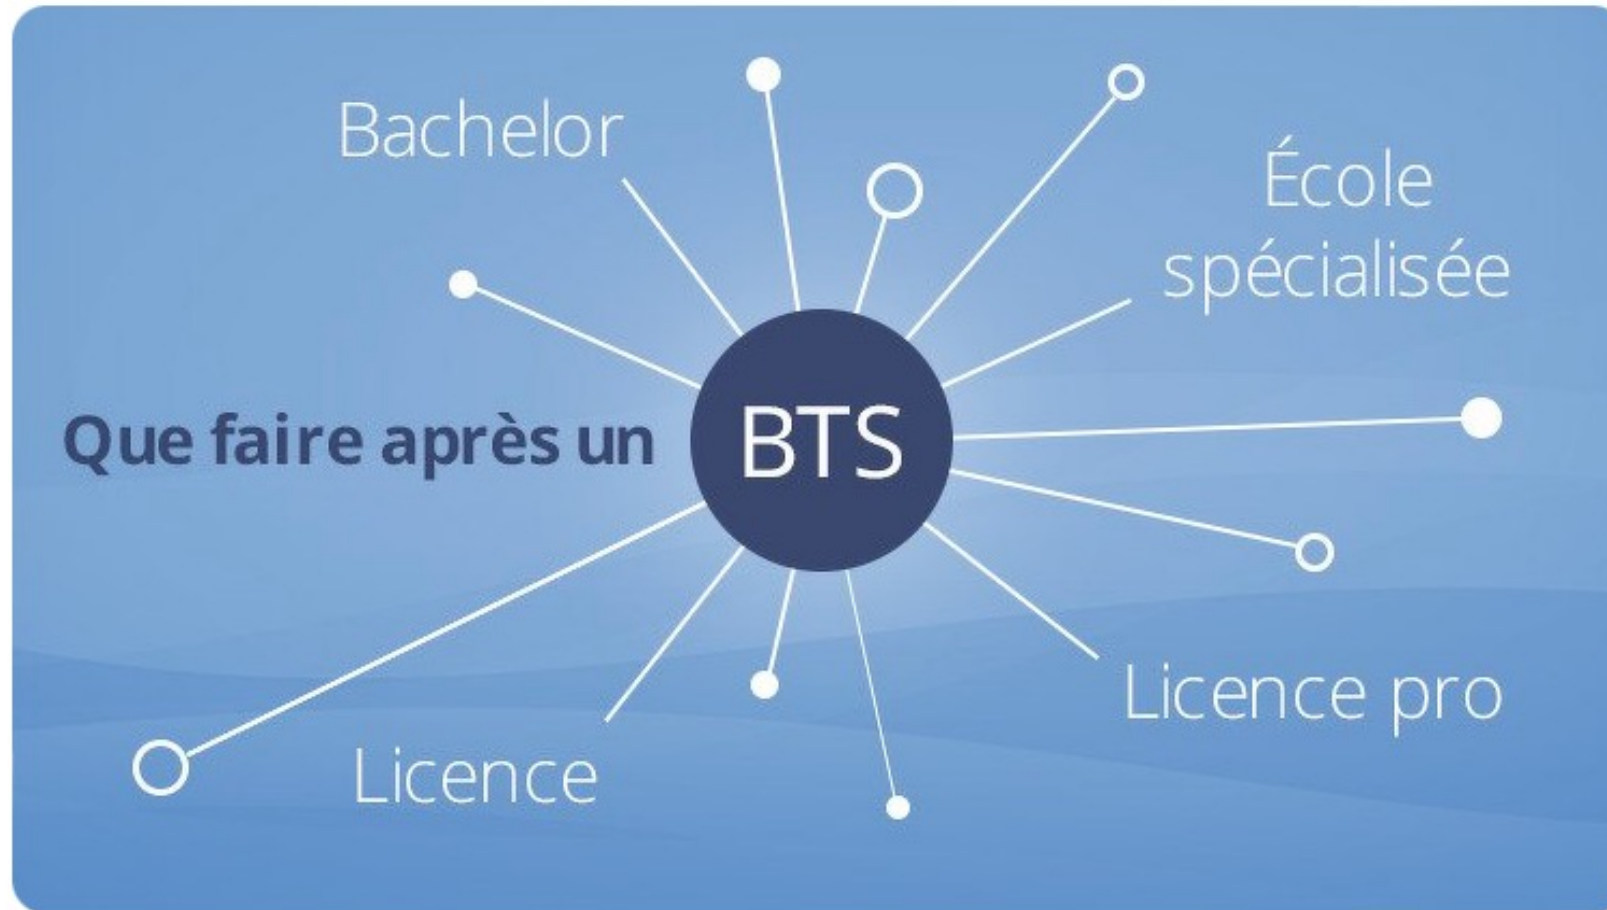 Bachelor
École
spécialisée
Que faire après un BTS
Licence pro
Licence